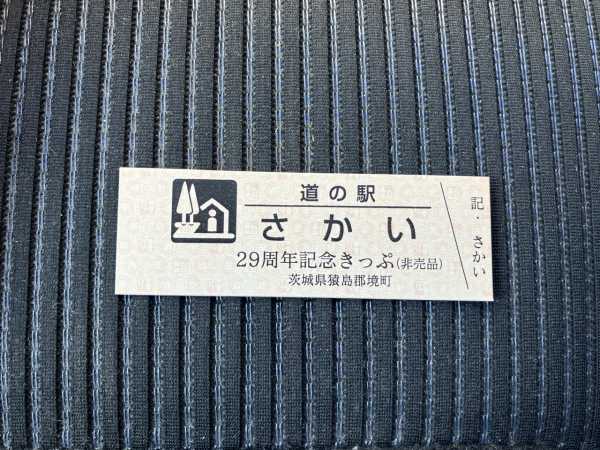 道の駅
さかい
29周年記念きっぷ(非売品)
茨城県猿島郡境町
記・さかい